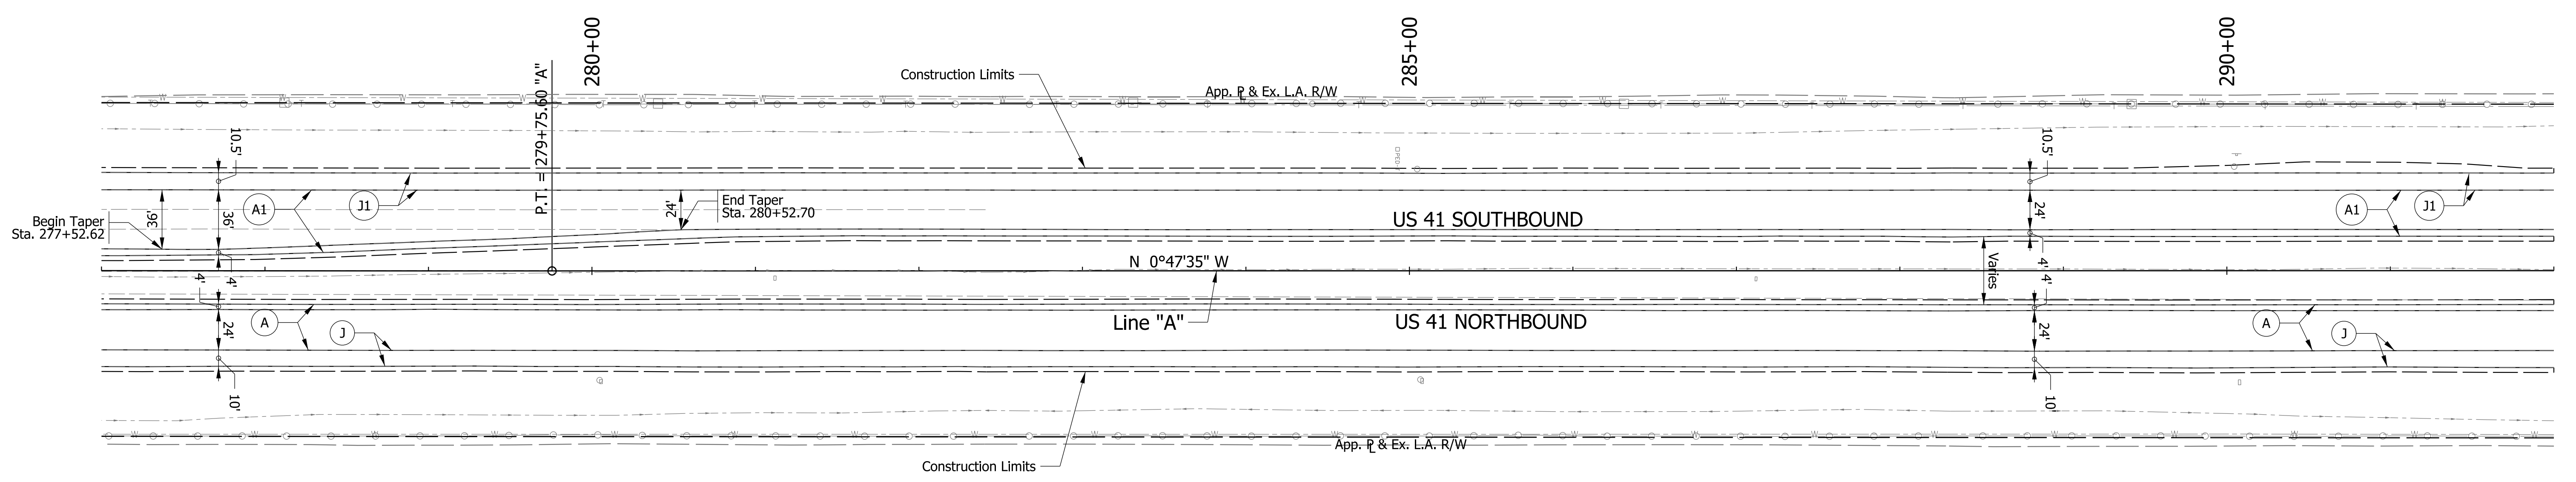 280+00
285+00
290+00
P.T. = 279+75.60 "A"
Construction Limits
App. PL & Ex. L.A. R/W
10.5'
10.5'
A1
J1
36'
36'
24'
End Taper
Sta. 280+52.70
Begin Taper
Sta. 277+52.62
US 41 SOUTHBOUND
24'
A1
J1
N 0°47'35" W
Varies
4'
4'
4'
4'
A
J
24'
Line "A"
US 41 NORTHBOUND
24'
A
J
10'
10'
App. PL & Ex. L.A. R/W
Construction Limits